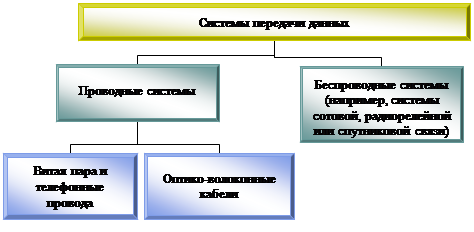 Системы передачи данных
Проводные системы
Беспроводные системы
(например, системы
сотовой, радиорелейной
или спутниковой связи)
Витая пара и
телефонные
провода
Оптико-волоконные
кабели